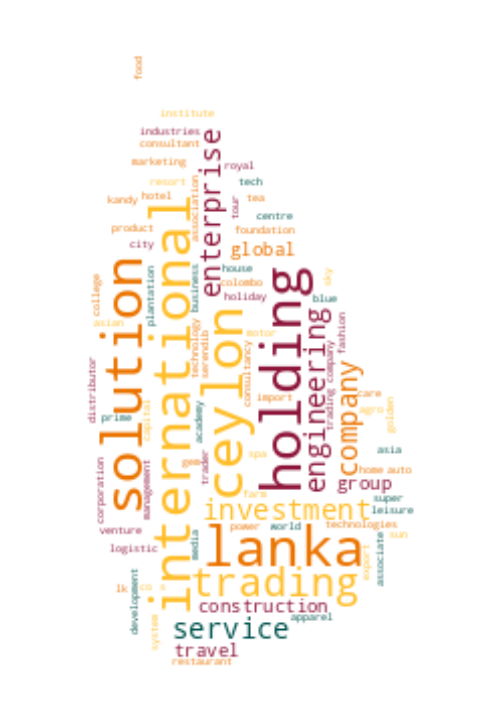 food
institute
industries
consultant
enterprise
marketing
royal
resort
tech
kandy
hotel
tea
association
tour
centre
product
foundation
city
global
international
solution
house
holding
college
plantation
business
colombo
sky
holiday
blue
ceylon
engineering
asian
technology
serendib
motor
fashion
trading company
consultancy
distributor
company
import
care
capital
prime
agro
golden
academy
asia
spa
gem
trader
home
auto
corporation
management
group
farm
super
leisure
investment
venture
power
world
technologies
lanka
sun
media
logistic
associate
export
trading
lk
co
s
development
construction
system
apparel
service
travel
restaurant